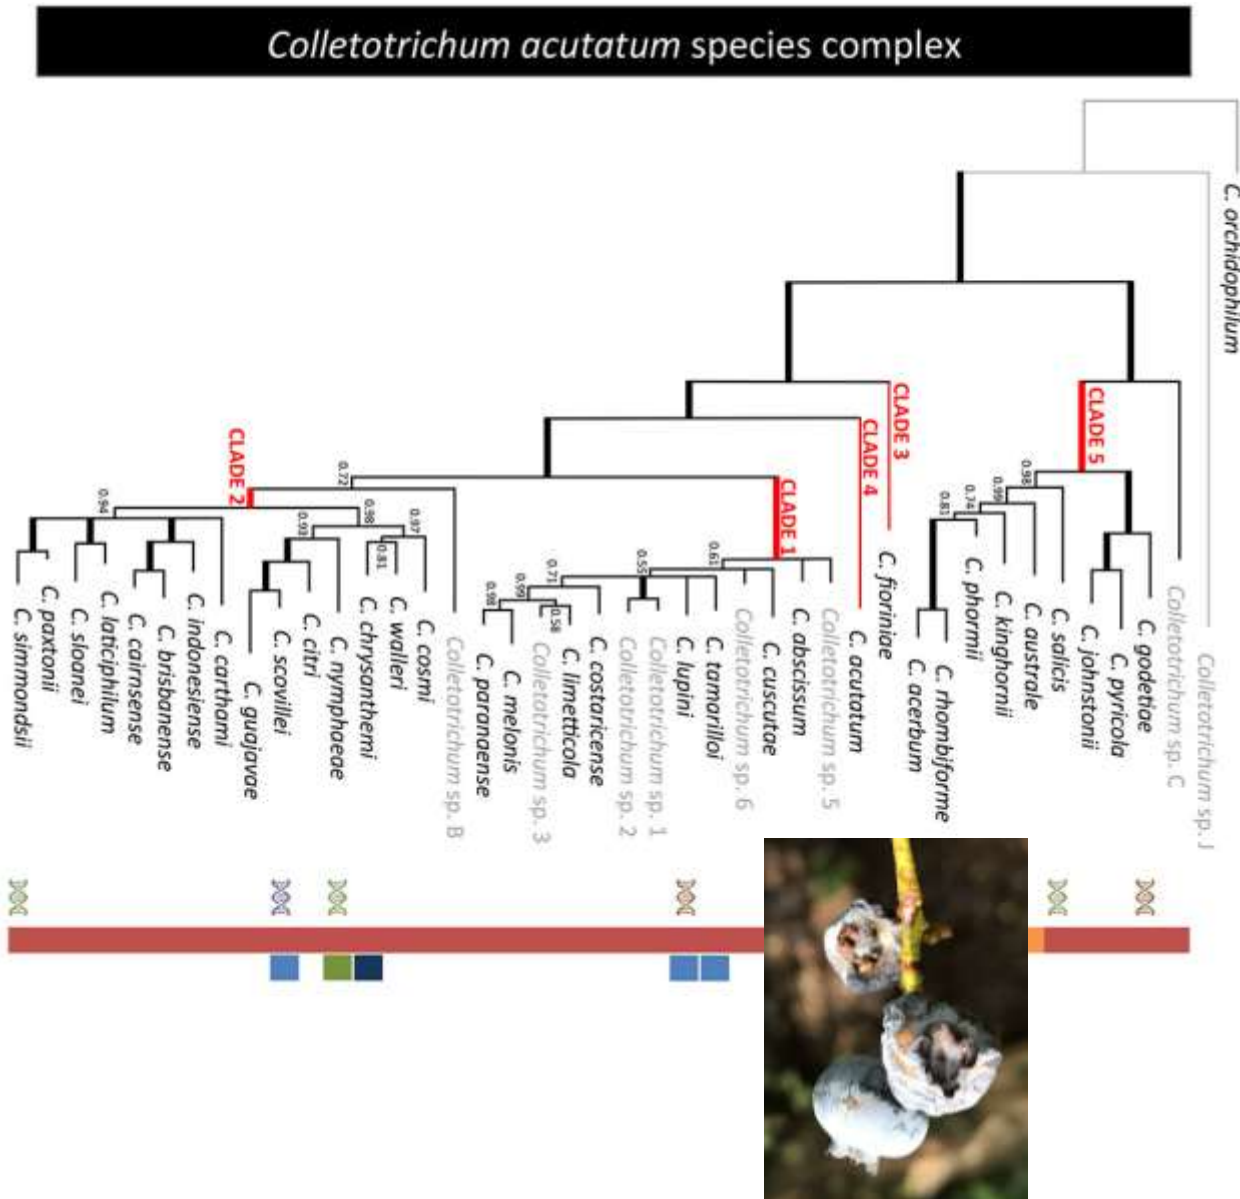 Colletotrichum acutatum species complex
C. orchidophilum
CLADE 3
CLADE 5
CLADE 4
CLADE 2
CLADE 1
0.72
0.94
0.98
0.97
0.93
0.81
0.61
0.55
0.71
0.99
0.98
0.58
0.98
0.99
0.74
0.81
C. simmondsii
C. paxtonii
C. sloanei
C. laticiphilum
C. cairnsense
C. brisbanense
C. indonesiense
C. carthami
C. guajavae
C. scovillei
C. citri
C. nymphaeae
C. chrysanthemi
C. walleri
C. cosmi
Colletotrichum sp. B
C. paranaense
C. melonis
Colletotrichum sp. 3
C. limetticola
C. costaricense
Colletotrichum sp. 2
Colletotrichum sp. 1
C. lupini
C. tamarilloi
Colletotrichum sp. 6
C. cuscutae
C. abscissum
Colletotrichum sp. 5
C. acutatum
C. fioriniae
C. acerbum
C. rhombiforme
C. phormii
C. kinghornii
C. australe
C. salicis
C. johnstonii
C. pyricola
C. godetiae
Colletotrichum sp. C
Colletotrichum sp. J